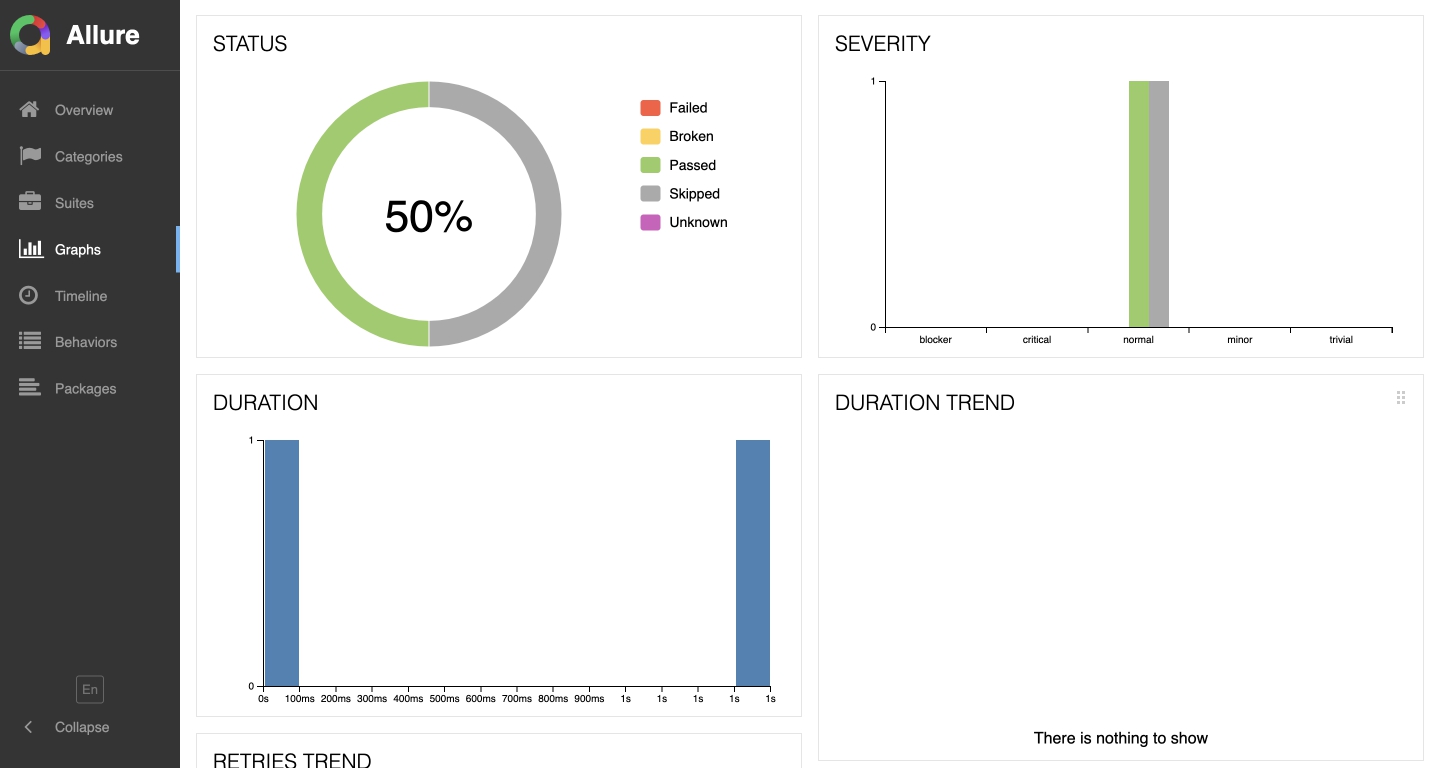 Allure
Overview
Categories
Suites
Graphs
Timeline
Behaviors
Packages
En
Collapse
STATUS
50%
Failed
Broken
Passed
Skipped
Unknown
SEVERITY
1
0
blocker critical normal minor trivial
DURATION
1
0
0s 100ms 200ms 300ms 400ms 500ms 600ms 700ms 800ms 900ms 1s 1s 1s 1s 1s
DURATION TREND
There is nothing to show
RETRIES TREND